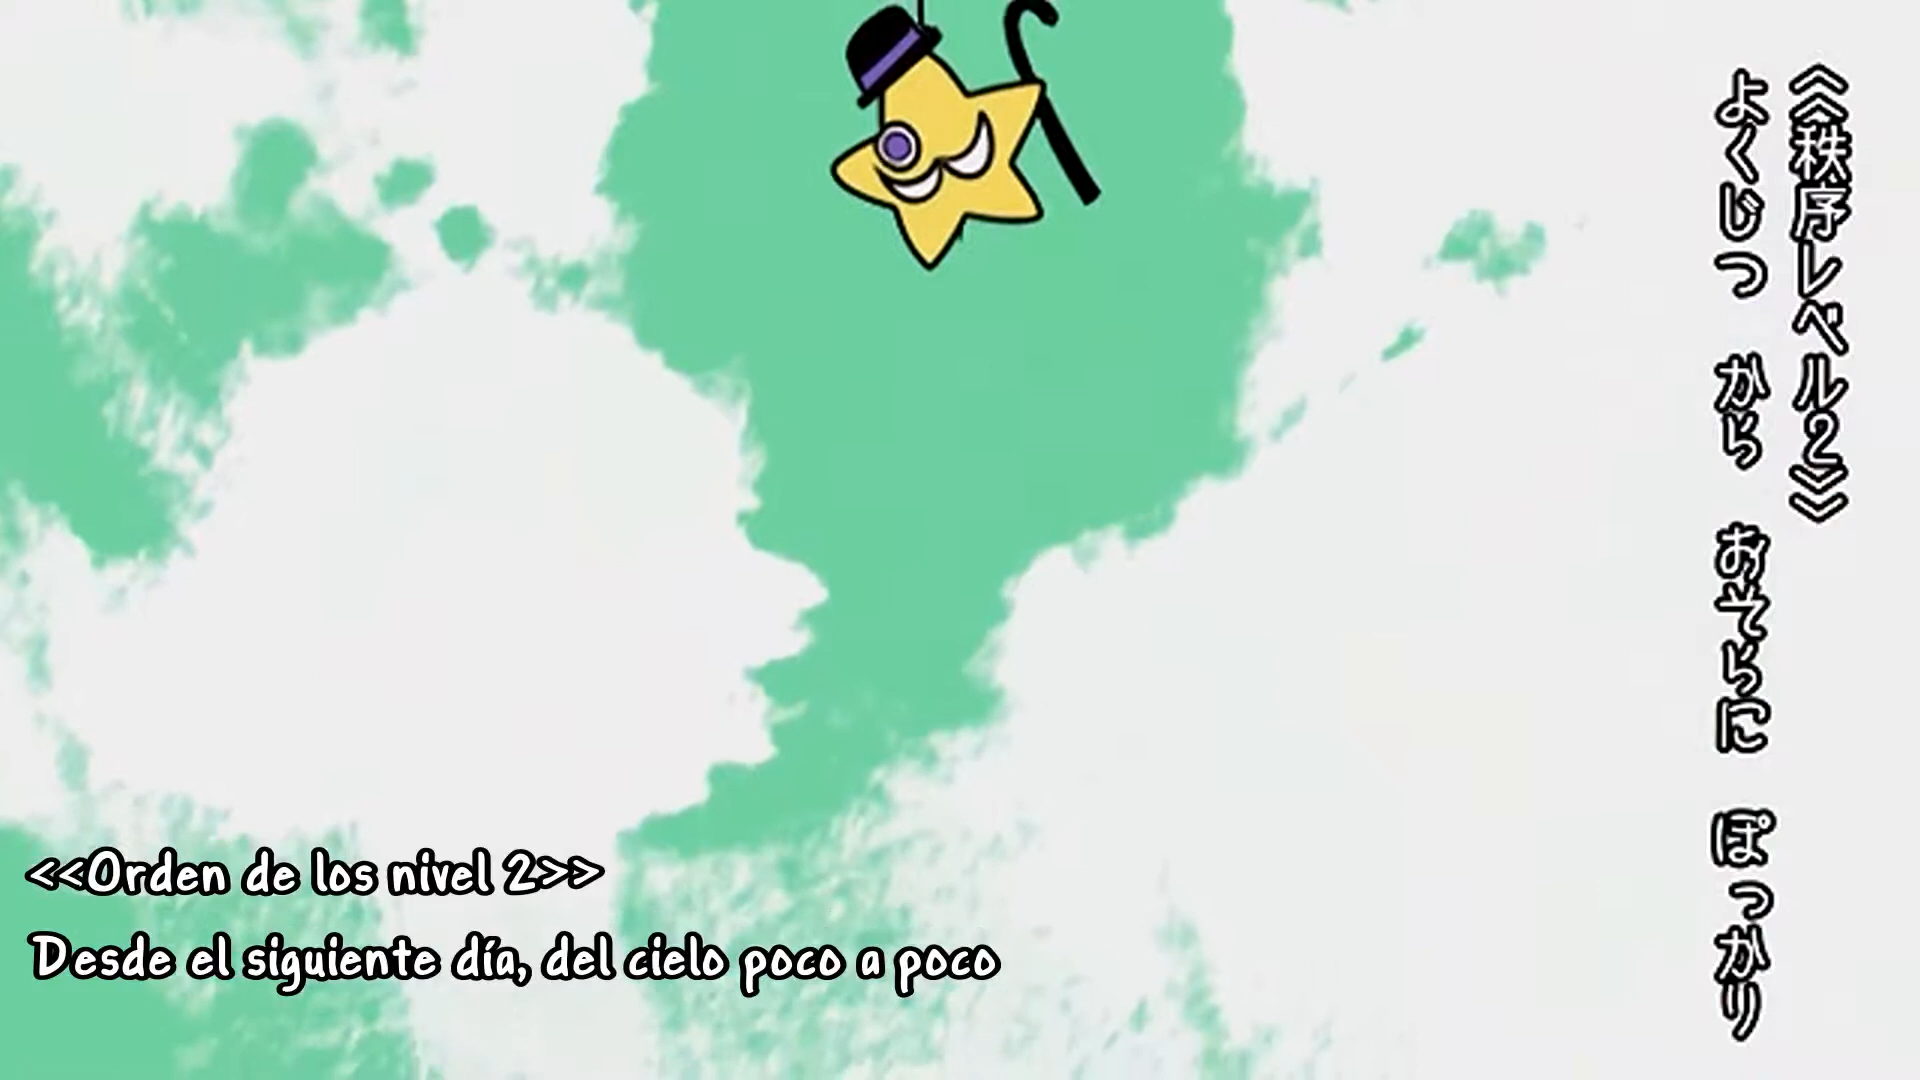 《秩序レベル2》
よくじつ から おそらに ぽっかり
<<Orden de los nivel 2>>
Desde el siguiente día, del cielo poco a poco